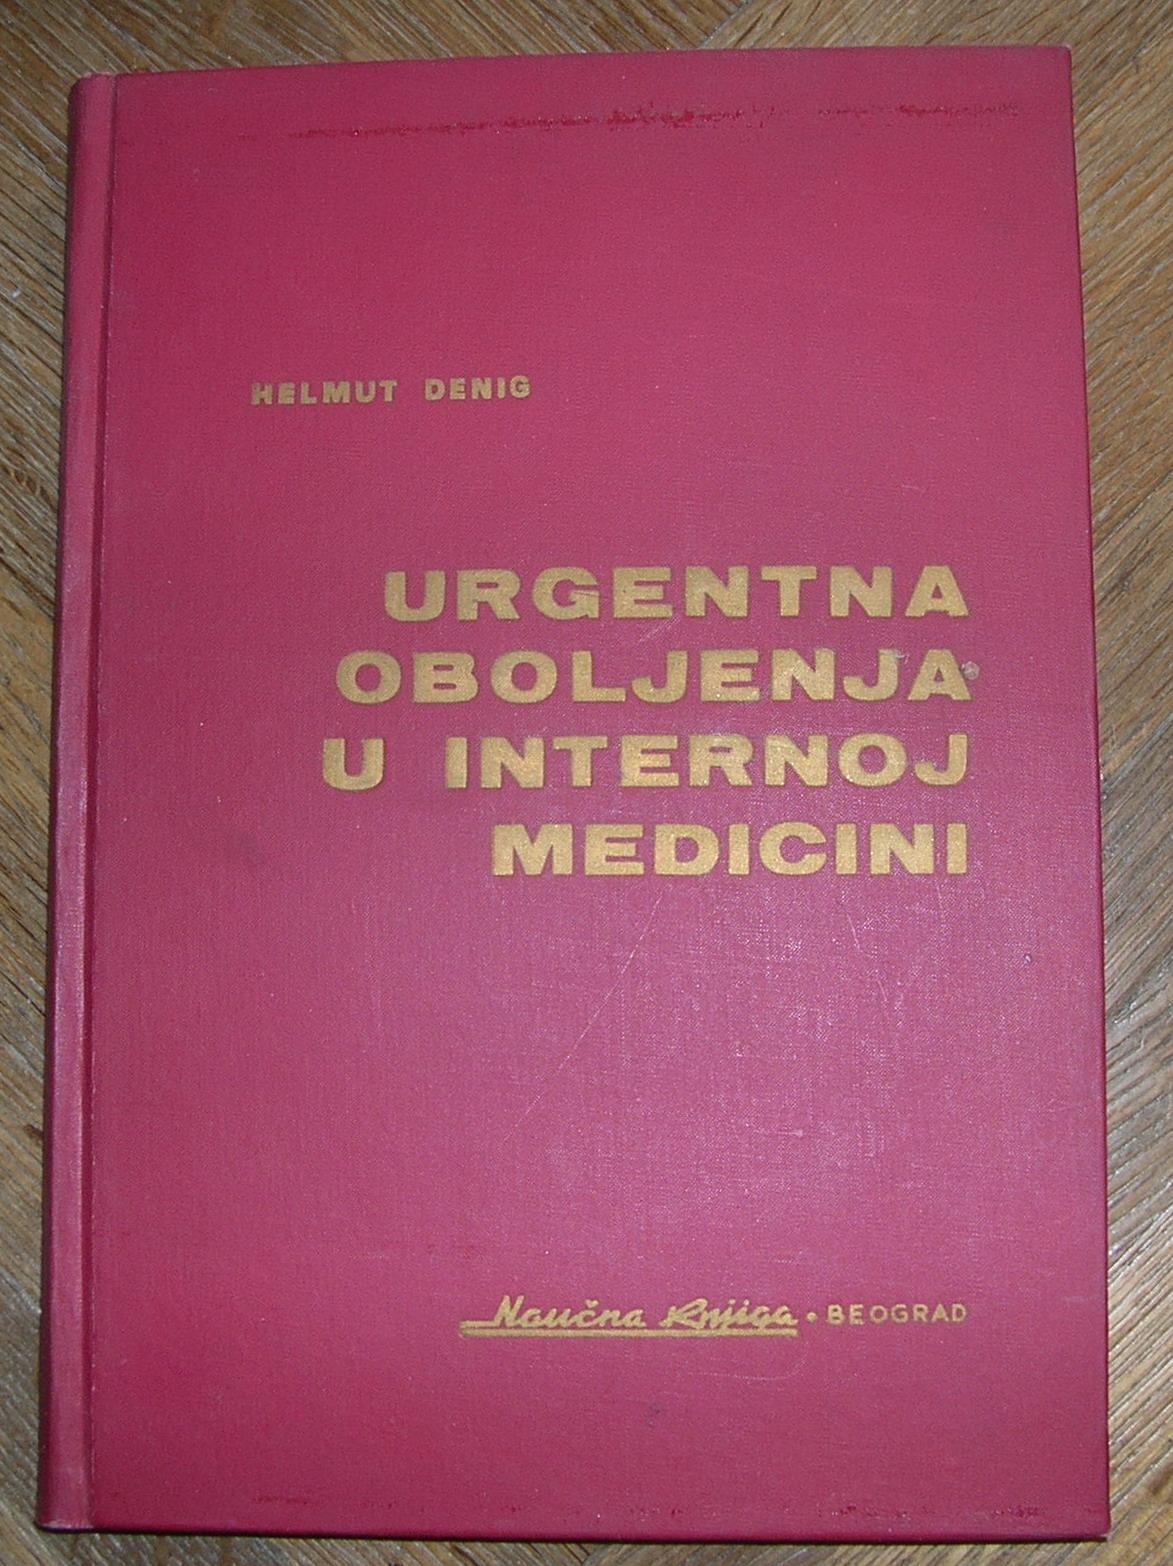 HELMUT DENIG
URGENTNA
OBOLJENJA
U INTERNOJ
MEDICINI
Naučna Knjiga • BEOGRAD